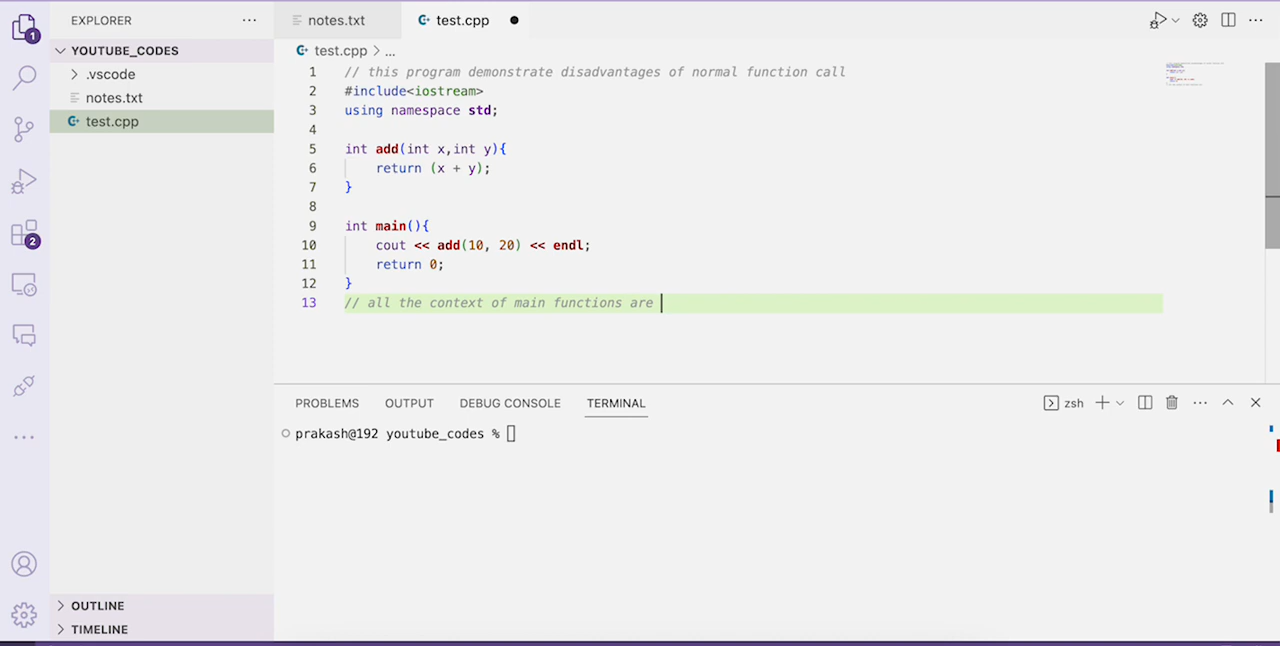 EXPLORER
YOUTUBE_CODES
.vscode
notes.txt
test.cpp
OUTLINE
TIMELINE
1
2
notes.txt
test.cpp
test.cpp > ...
1 // this program demonstrate disadvantages of normal function call
2 #include<iostream>
3 using namespace std;
4
5 int add(int x,int y){
6 return (x + y);
7 }
8
9 int main(){
10 cout << add(10, 20) << endl;
11 return 0;
12 }
13 // all the context of main functions are
PROBLEMS OUTPUT DEBUG CONSOLE TERMINAL
zsh
prakash@192 youtube_codes %